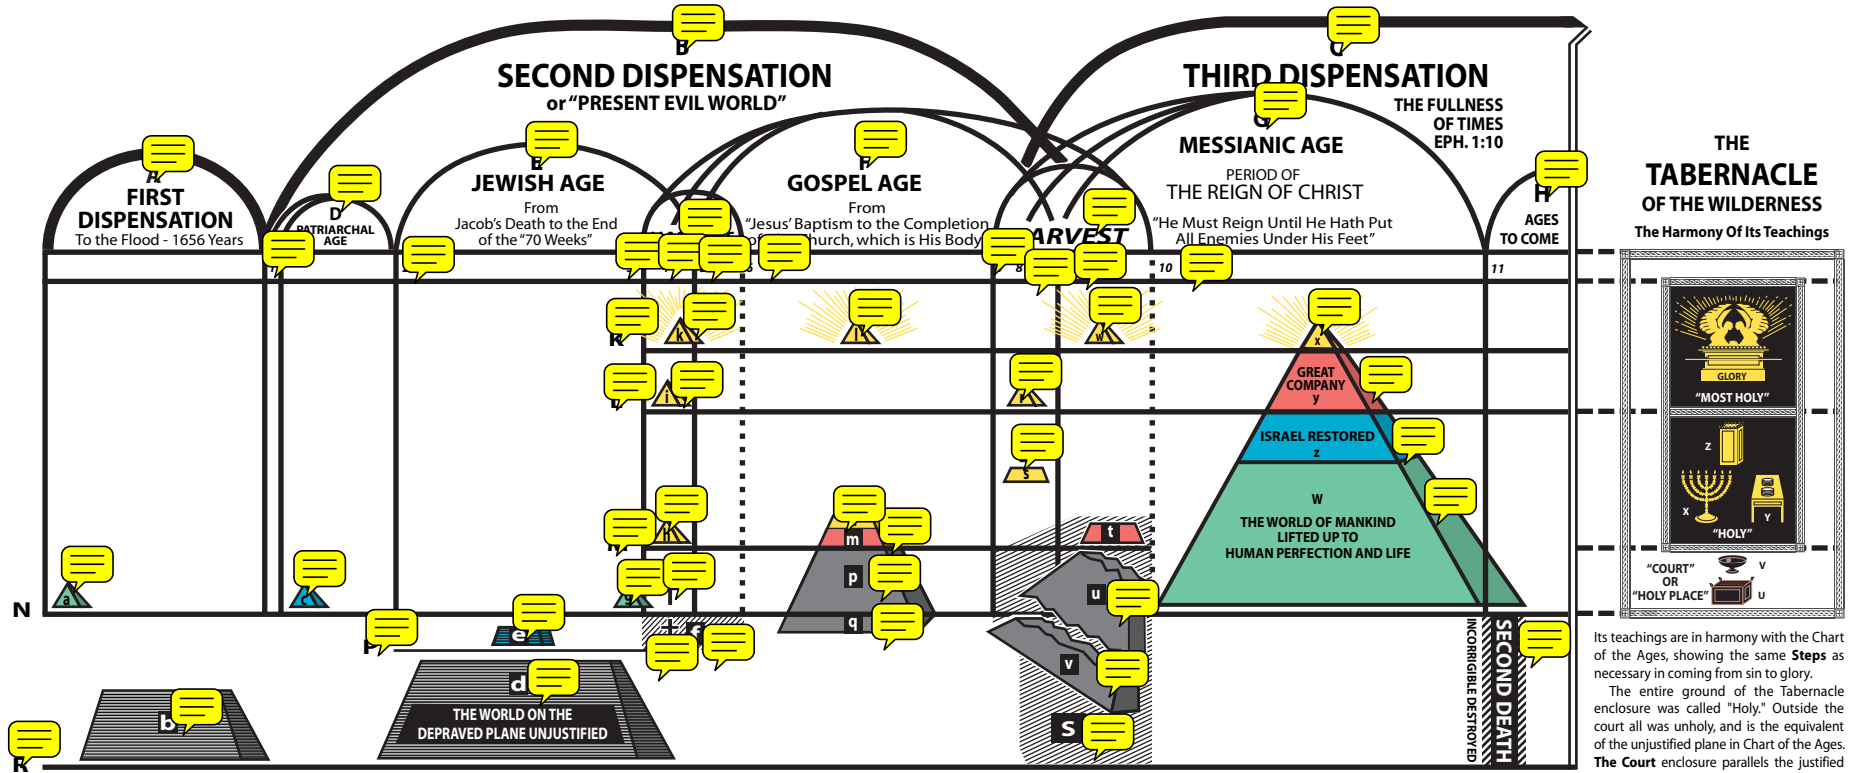 B
SECOND DISPENSATION
or “PRESENT EVIL WORLD”
C
THIRD DISPENSATION
THE FULLNESS
OF TIMES
EPH. 1:10
A
FIRST
DISPENSATION
To the Flood - 1656 Years
D
PATRIARCHAL
AGE
E
JEWISH AGE
From
Jacob’s Death to the End
of the “70 Weeks”
F
GOSPEL AGE
From
“Jesus’ Baptism to the Completion
Church, which is His Body
G
MESSIANIC AGE
PERIOD OF
THE REIGN OF CHRIST
“He Must Reign Until He Hath Put
All Enemies Under His Feet”
H
AGES
TO COME
8
10
11
K
k
l
w
x
GREAT
COMPANY
y
L
i
r
ISRAEL RESTORED
z
s
W
THE WORLD OF MANKIND
LIFTED UP TO
HUMAN PERFECTION AND LIFE
h
m
t
a
c
g
p
u
N
P
e
f
q
v
b
d
THE WORLD ON THE
DEPRAVED PLANE UNJUSTIFIED
S
INCORRIGIBLE DESTROYED
SECOND DEATH
R
THE
TABERNACLE
OF THE WILDERNESS
The Harmony Of Its Teachings
GLORY
“MOST HOLY”
Z
X
Y
“HOLY”
“COURT”
OR
“HOLY PLACE”
V
U
Its teachings are in harmony with the Chart
of the Ages, showing the same Steps as
necessary in coming from sin to glory.
The entire ground of the Tabernacle
enclosure was called "Holy." Outside the
court all was unholy, and is the equivalent
of the unjustified plane in Chart of the Ages.
The Court enclosure parallels the justified